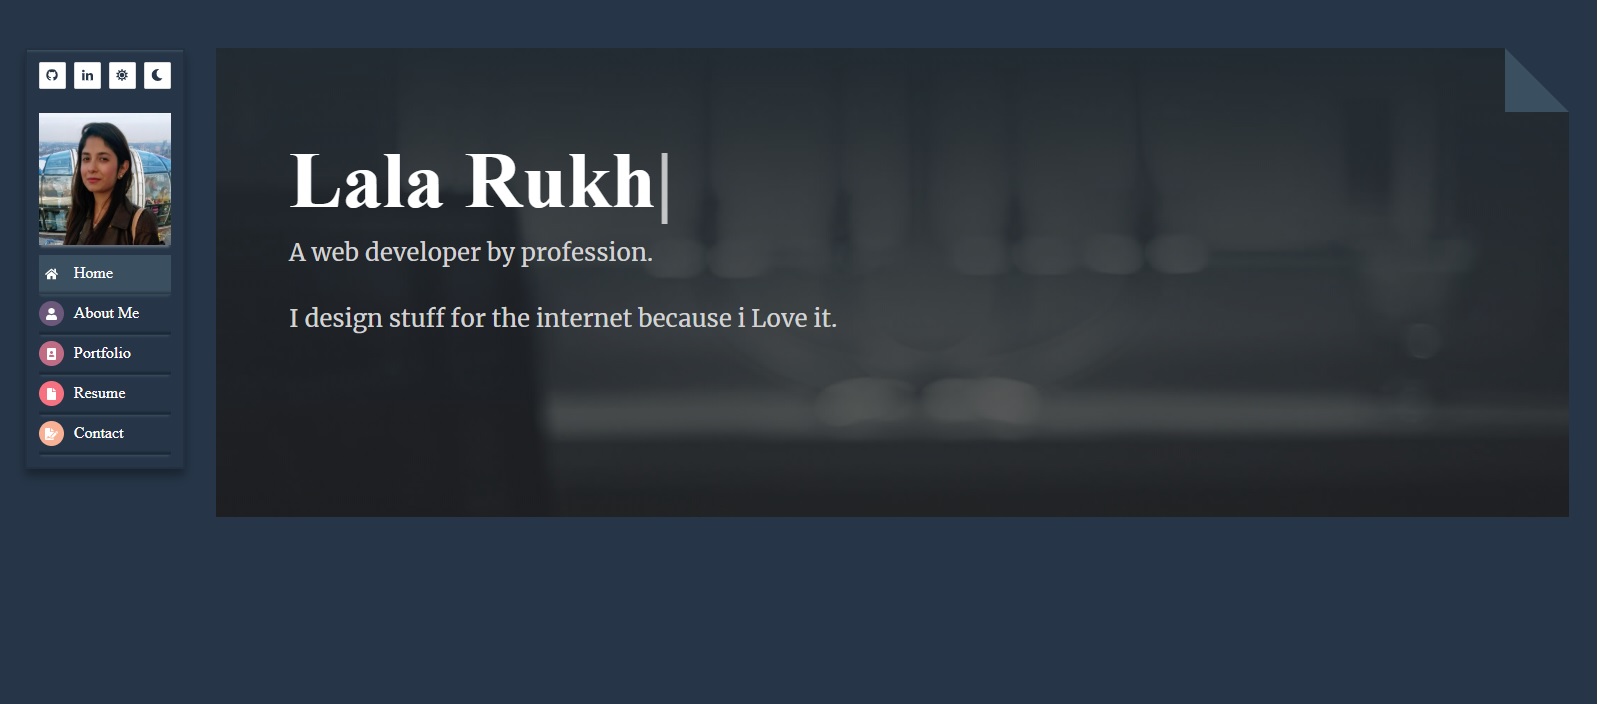 in
Home
About Me
Portfolio
Resume
Contact
Lala Rukh|
A web developer by profession.
I design stuff for the internet because i Love it.